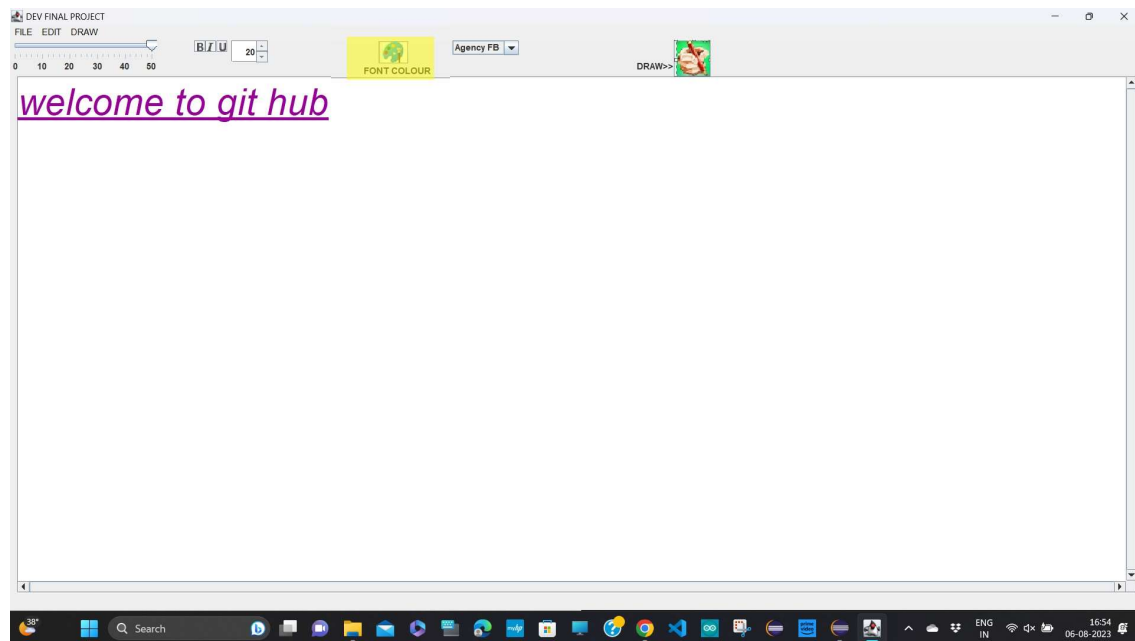 DEV FINAL PROJECT
FILE EDIT DRAW
B I U 20 Agency FB
0 10 20 30 40 50 FONT COLOUR DRAW>>
welcome to git hub
38° Search ENG 16:54
IN 06-08-2023